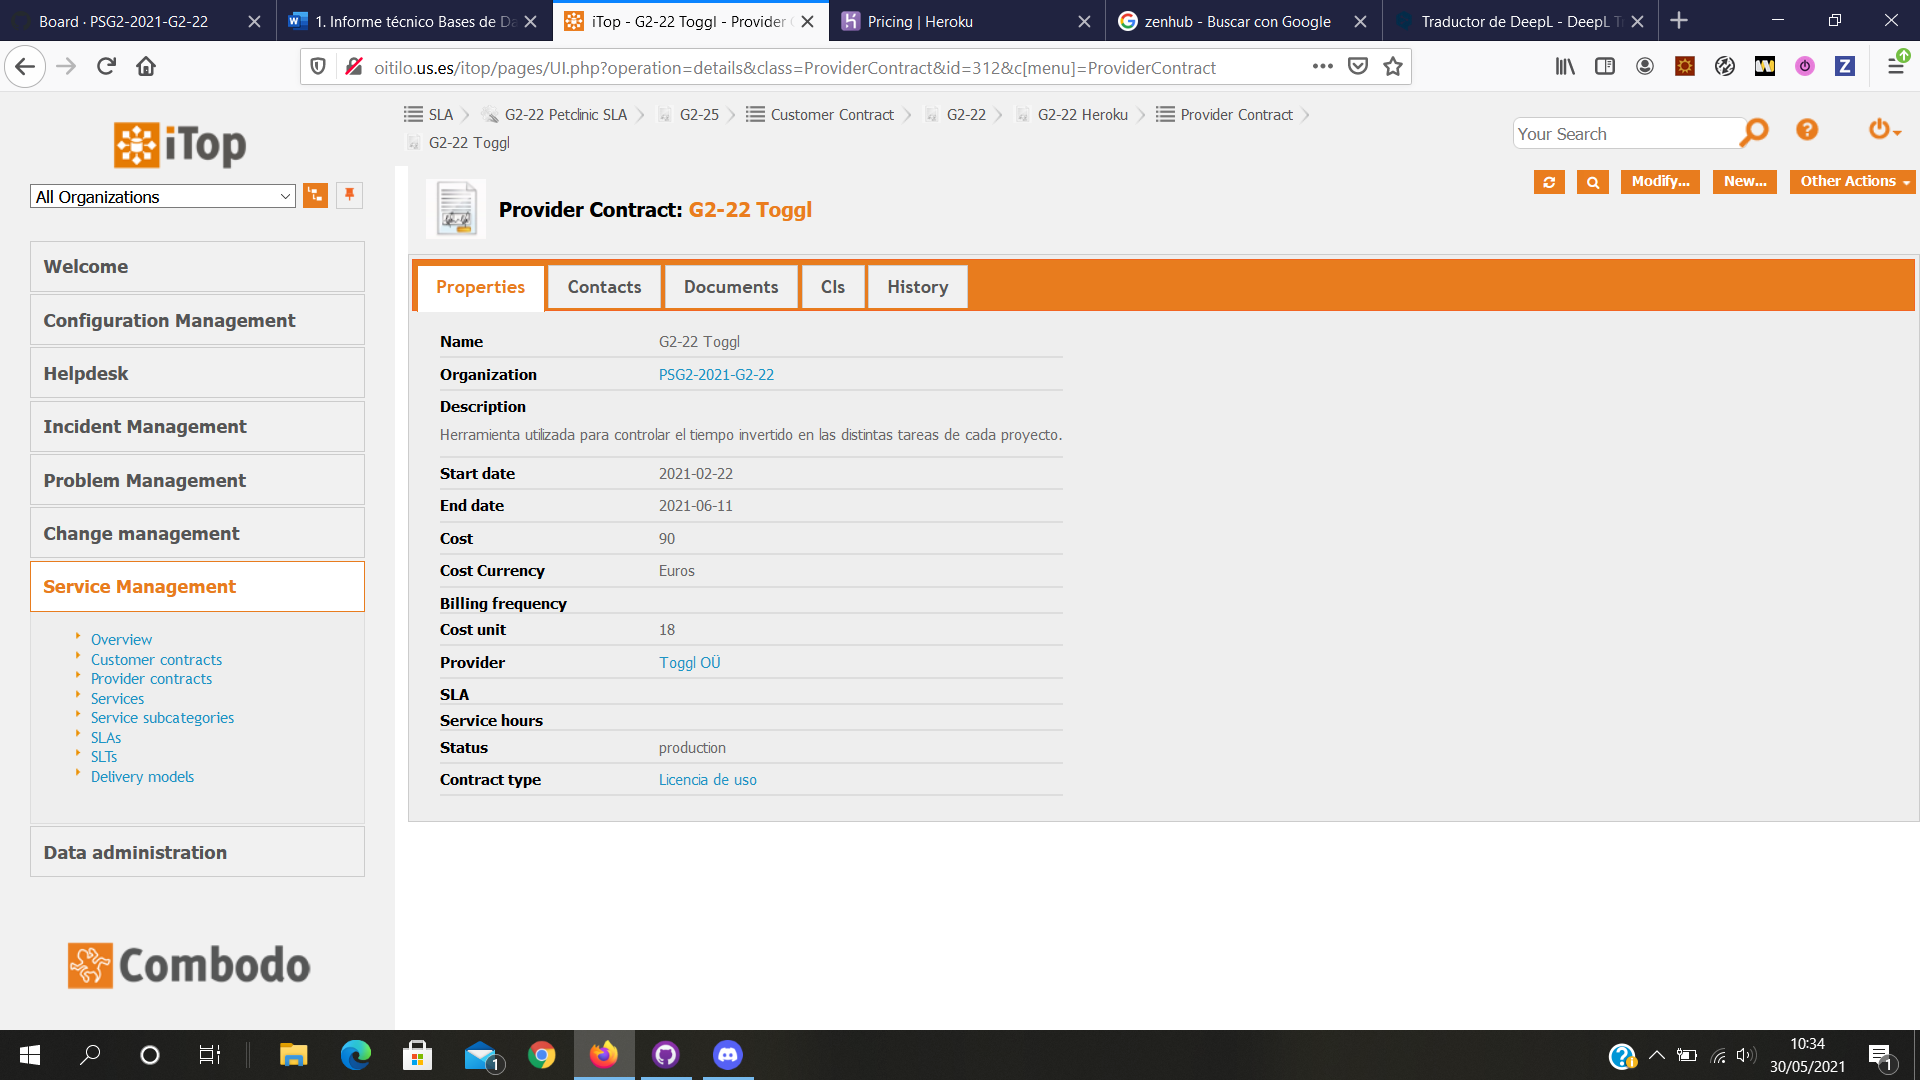 Board · PSG2-2021-G2-22
1. Informe técnico Bases de Da
iTop - G2-22 Toggl - Provider C
Pricing | Heroku
zenhub - Buscar con Google
Traductor de DeepL - DeepL T
oitilo.us.es/itop/pages/UI.php?operation=details&class=ProviderContract&id=312&c[menu]=ProviderContract
SLA
G2-22 Petclinic SLA
G2-25
Customer Contract
G2-22
G2-22 Heroku
Provider Contract
G2-22 Toggl
Your Search
iTop
All Organizations
Modify...
New...
Other Actions
Provider Contract: G2-22 Toggl
Welcome
Configuration Management
Helpdesk
Incident Management
Problem Management
Change management
Service Management
Overview
Customer contracts
Provider contracts
Services
Service subcategories
SLAs
SLTs
Delivery models
Data administration
Combodo
Properties
Contacts
Documents
CIs
History
Name G2-22 Toggl
Organization PSG2-2021-G2-22
Description
Herramienta utilizada para controlar el tiempo invertido en las distintas tareas de cada proyecto.
Start date 2021-02-22
End date 2021-06-11
Cost 90
Cost Currency Euros
Billing frequency
Cost unit 18
Provider Toggl OÜ
SLA
Service hours
Status production
Contract type Licencia de uso
1
10:34
30/05/2021
1